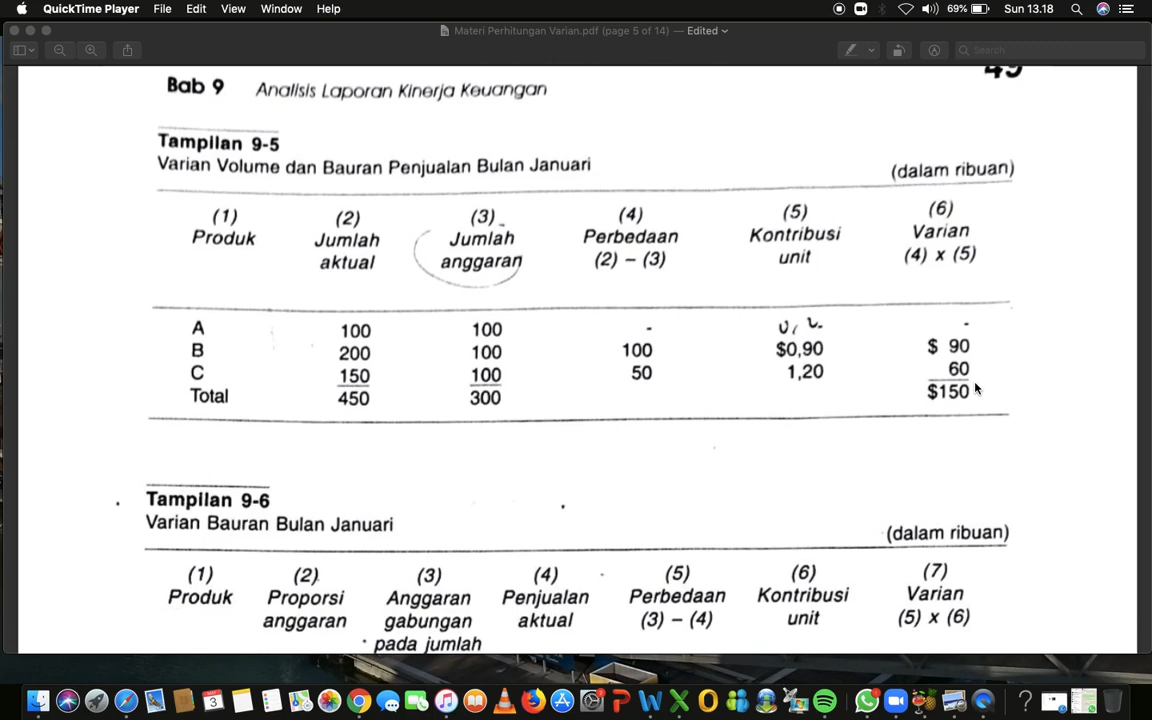 QuickTime Player File Edit View Window Help 69% Sun 13.18
Materi Perhitungan Varian.pdf (page 5 of 14) — Edited
Search
49
Bab 9 Analisis Laporan Kinerja Keuangan
Tampilan 9-5
Varian Volume dan Bauran Penjualan Bulan Januari
(dalam ribuan)
(1) (2) (3) (4) (5) (6)
Produk Jumlah Jumlah Perbedaan Kontribusi Varian
aktual anggaran (2) – (3) unit (4) x (5)
A 100 100 - -
B 200 100 100 $0,90 $ 90
C 150 100 50 1,20 60
Total 450 300 $150
Tampilan 9-6
Varian Bauran Bulan Januari
(dalam ribuan)
(1) (2) (3) (4) (5) (6) (7)
Produk Proporsi Anggaran Penjualan Perbedaan Kontribusi Varian
anggaran gabungan aktual (3) – (4) unit (5) x (6)
pada jumlah